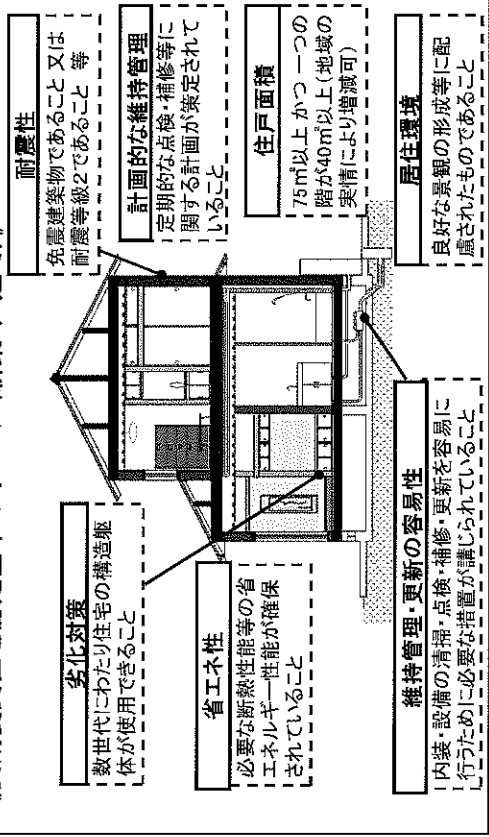 劣化対策
数世代にわたり住宅の構造躯
体が使用できること
省エネ性
必要な断熱性能等の省
エネルギー性能が確保
されていること
維持管理・更新の容易性
内装・設備の清掃・点検・補修・更新を容易に
行うために必要な措置が講じられていること
耐震性
免震建築物であること 又は
耐震等級2であること 等
計画的な維持管理
定期的な点検・補修等に
関する計画が策定されて
いること
住戸面積
75㎡以上 かつ 一つの
階が40㎡以上(地域の
実情により増減可)
居住環境
良好な景観の形成等に配
慮されたものであること